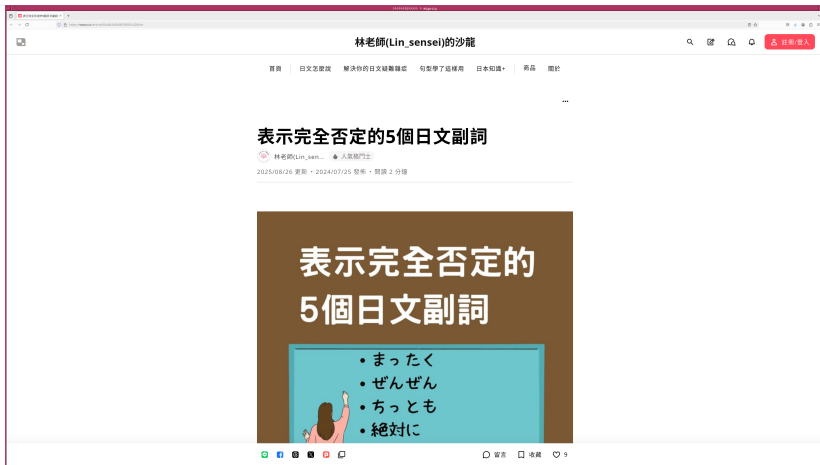 林老師(Lin_sensei)的沙龍
註冊/登入
首頁 日文怎麼說 解決你的日文疑難雜症 句型學了這樣用 日本知識+ 商品 關於
表示完全否定的5個日文副詞
林老師(Lin_sen... 人氣格鬥士
2025/08/26 更新・2024/07/25 發佈・閱讀 2 分鐘
表示完全否定的
5個日文副詞
• まったく
• ぜんぜん
• ちっとも
• 絶対に
留言 收藏 9